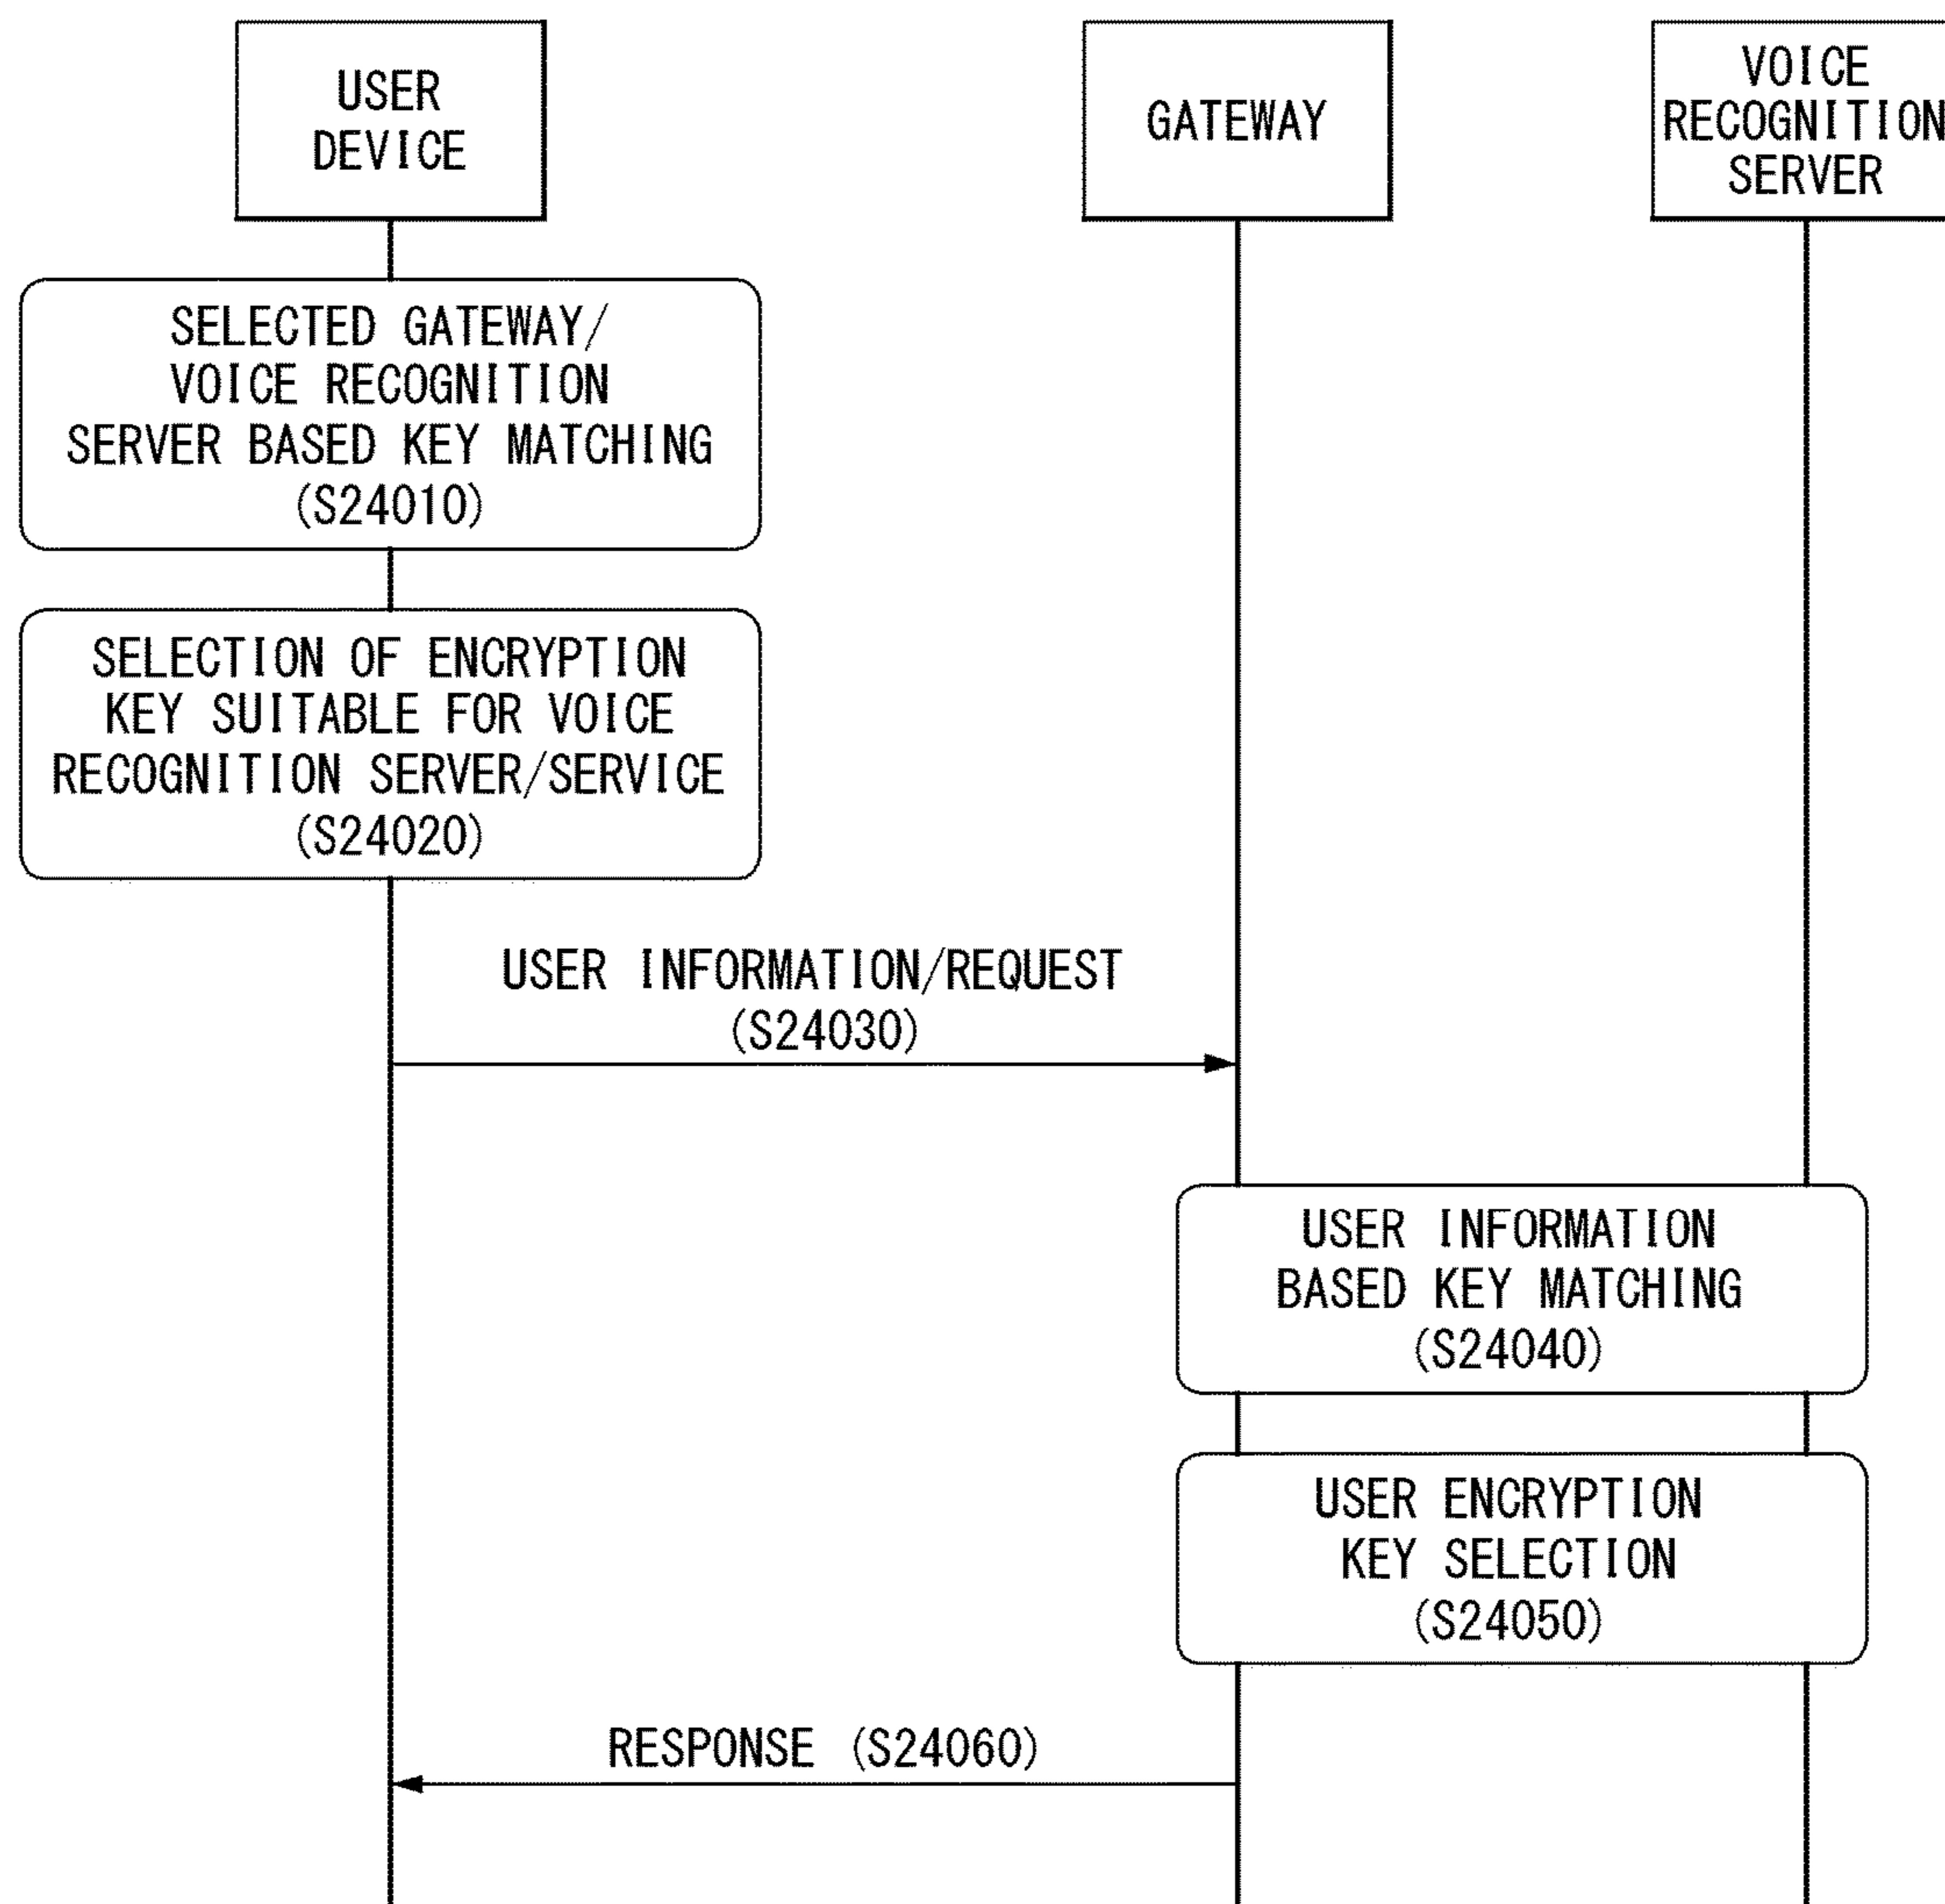 USER
DEVICE
GATEWAY
VOICE
RECOGNITION
SERVER
SELECTED GATEWAY/
VOICE RECOGNITION
SERVER BASED KEY MATCHING
(S24010)
SELECTION OF ENCRYPTION
KEY SUITABLE FOR VOICE
RECOGNITION SERVER/SERVICE
(S24020)
USER INFORMATION/REQUEST
(S24030)
USER INFORMATION
BASED KEY MATCHING
(S24040)
USER ENCRYPTION
KEY SELECTION
(S24050)
RESPONSE (S24060)